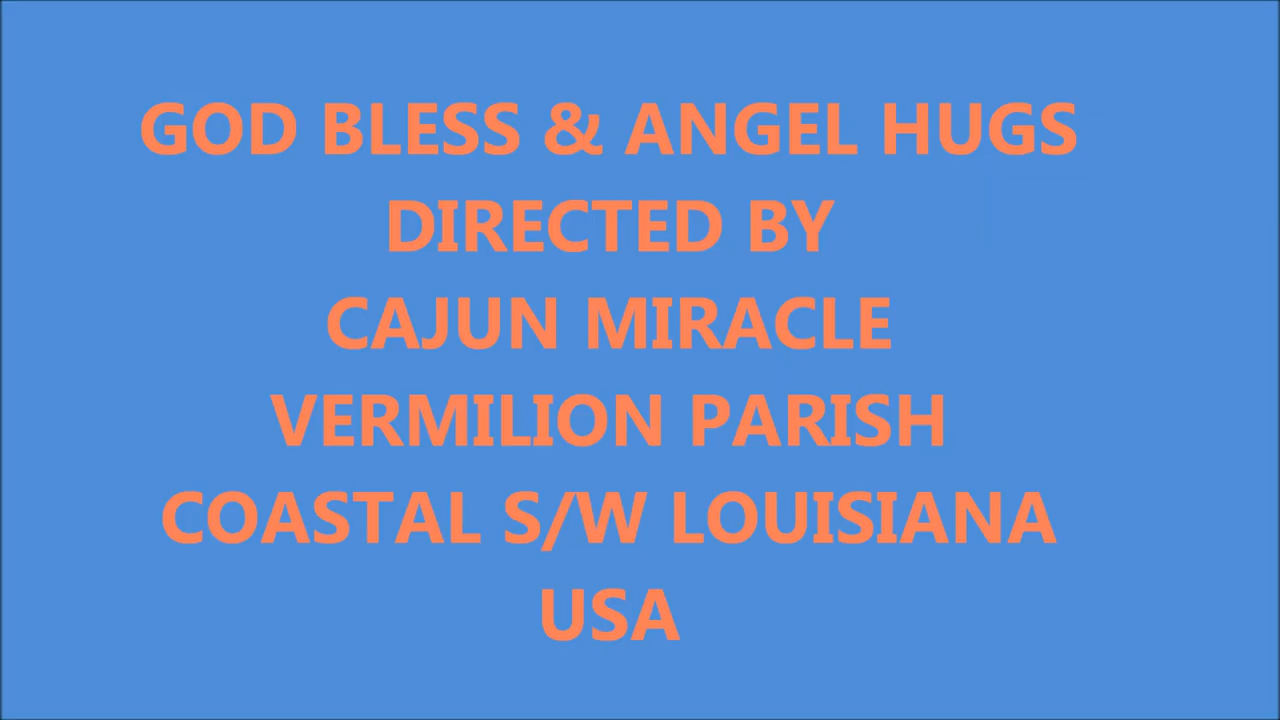 GOD BLESS & ANGEL HUGS
DIRECTED BY
CAJUN MIRACLE
VERMILION PARISH
COASTAL S/W LOUISIANA
USA